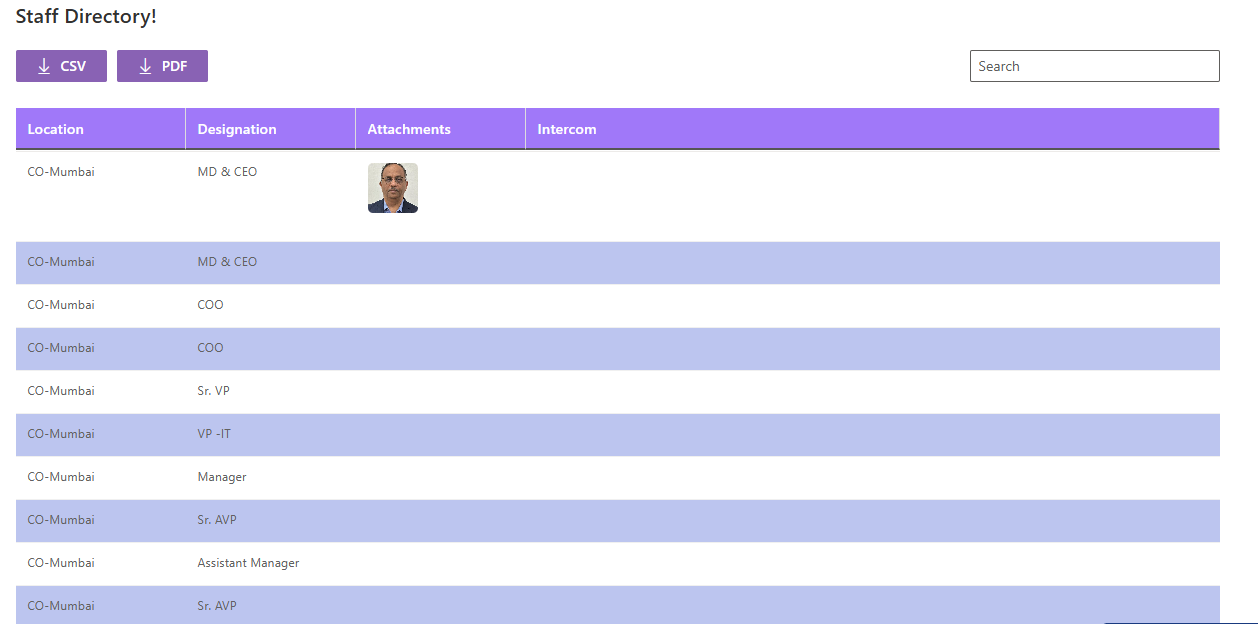 Staff Directory!
CSV PDF Search
Location Designation Attachments Intercom
CO-Mumbai MD & CEO
CO-Mumbai MD & CEO
CO-Mumbai COO
CO-Mumbai COO
CO-Mumbai Sr. VP
CO-Mumbai VP -IT
CO-Mumbai Manager
CO-Mumbai Sr. AVP
CO-Mumbai Assistant Manager
CO-Mumbai Sr. AVP